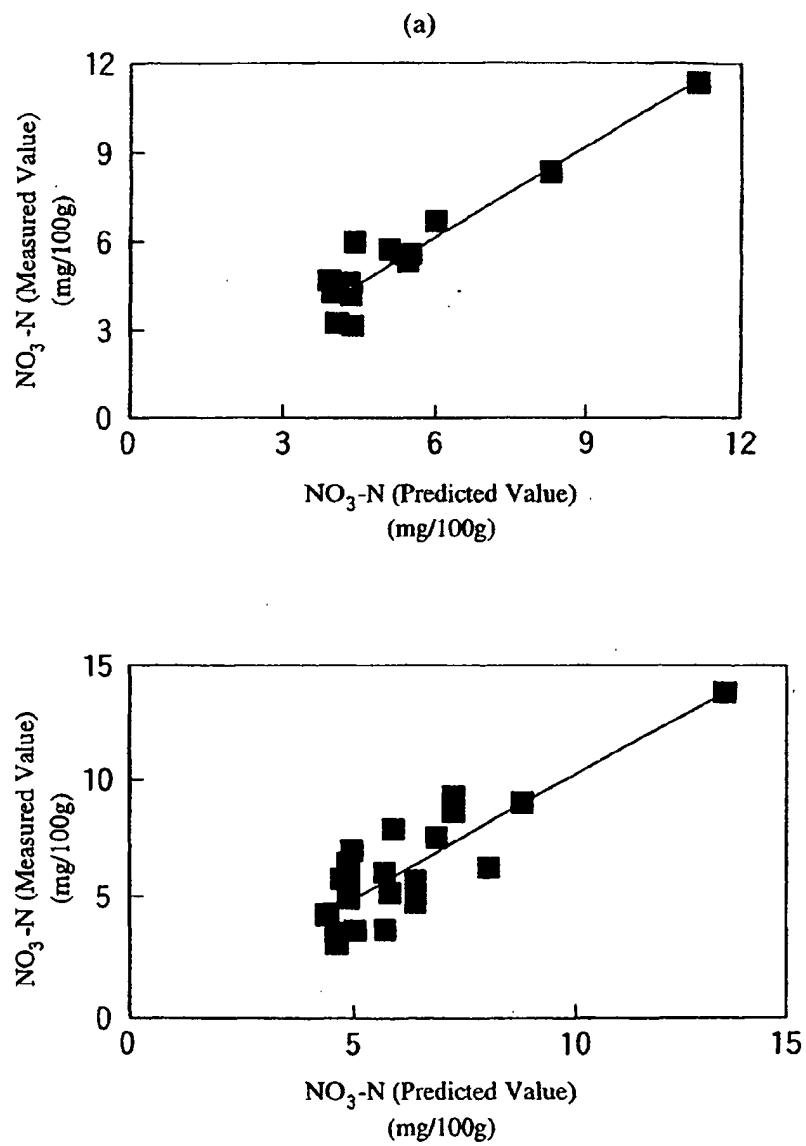 (a)
12
9
6
3
0
NO₃-N (Measured Value)
(mg/100g)
0 3 6 9 12
NO₃-N (Predicted Value)
(mg/100g)
15
10
5
0
NO₃-N (Measured Value)
(mg/100g)
0 5 10 15
NO₃-N (Predicted Value)
(mg/100g)